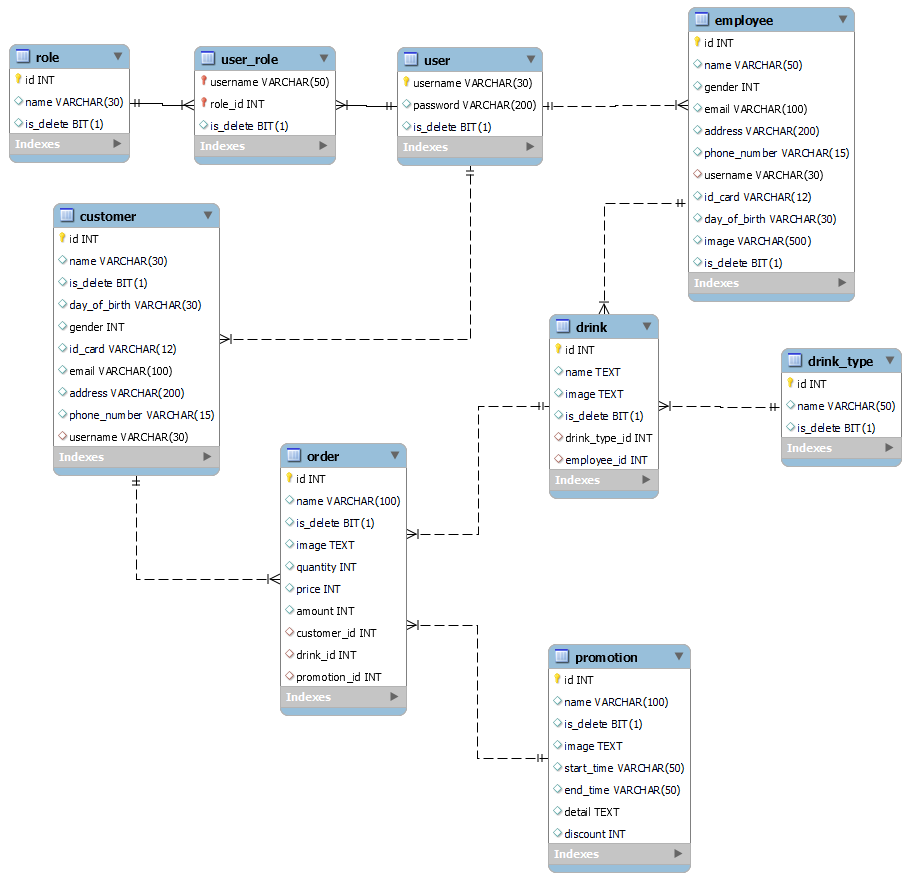 role
id INT
name VARCHAR(30)
is_delete BIT(1)
Indexes
user_role
username VARCHAR(50)
role_id INT
is_delete BIT(1)
Indexes
user
username VARCHAR(30)
password VARCHAR(200)
is_delete BIT(1)
Indexes
employee
id INT
name VARCHAR(50)
gender INT
email VARCHAR(100)
address VARCHAR(200)
phone_number VARCHAR(15)
username VARCHAR(30)
id_card VARCHAR(12)
day_of_birth VARCHAR(30)
image VARCHAR(500)
is_delete BIT(1)
Indexes
customer
id INT
name VARCHAR(30)
is_delete BIT(1)
day_of_birth VARCHAR(30)
gender INT
id_card VARCHAR(12)
email VARCHAR(100)
address VARCHAR(200)
phone_number VARCHAR(15)
username VARCHAR(30)
Indexes
drink
id INT
name TEXT
image TEXT
is_delete BIT(1)
drink_type_id INT
employee_id INT
Indexes
drink_type
id INT
name VARCHAR(50)
is_delete BIT(1)
Indexes
order
id INT
name VARCHAR(100)
is_delete BIT(1)
image TEXT
quantity INT
price INT
amount INT
customer_id INT
drink_id INT
promotion_id INT
Indexes
promotion
id INT
name VARCHAR(100)
is_delete BIT(1)
image TEXT
start_time VARCHAR(50)
end_time VARCHAR(50)
detail TEXT
discount INT
Indexes